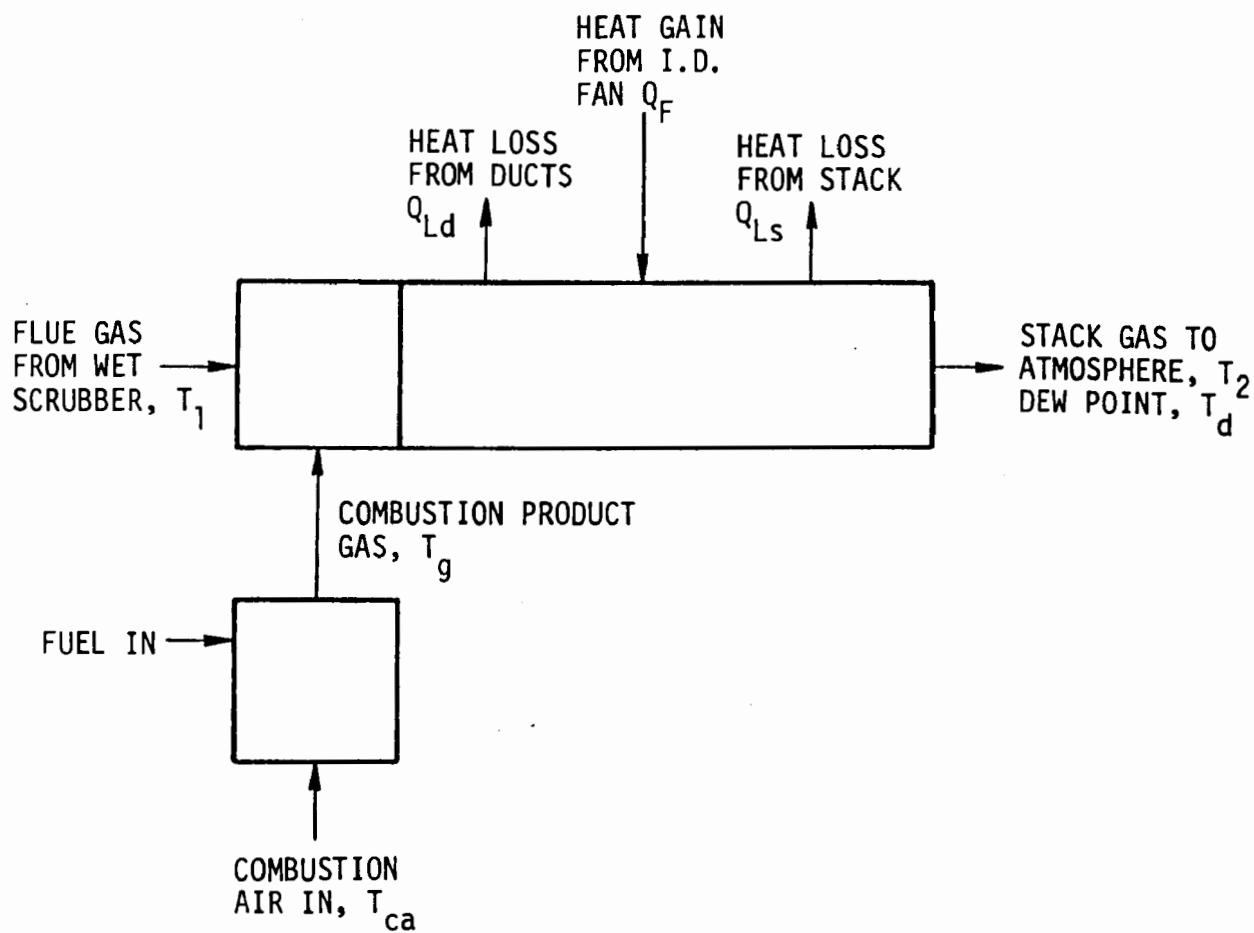 HEAT GAIN
FROM I.D.
FAN Q_F
HEAT LOSS
FROM DUCTS
Q_Ld
HEAT LOSS
FROM STACK
Q_Ls
FLUE GAS
FROM WET
SCRUBBER, T_1
STACK GAS TO
ATMOSPHERE, T_2
DEW POINT, T_d
COMBUSTION PRODUCT
GAS, T_g
FUEL IN
COMBUSTION
AIR IN, T_ca